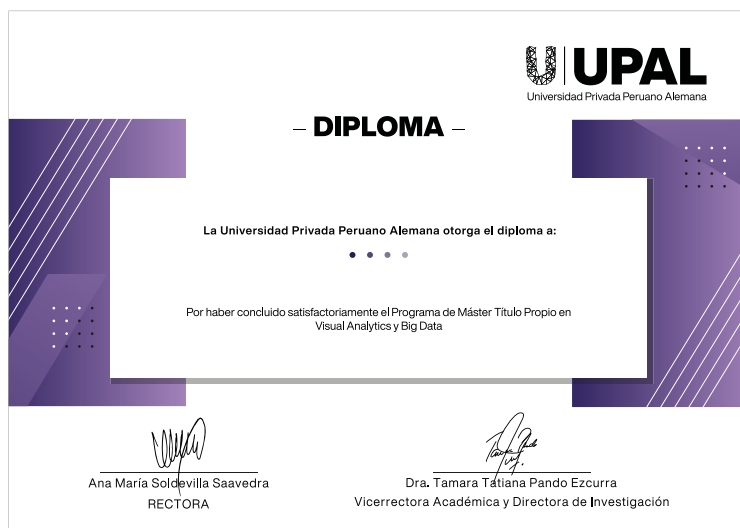 UPAL
Universidad Privada Peruano Alemana
– DIPLOMA –
La Universidad Privada Peruano Alemana otorga el diploma a:
Por haber concluido satisfactoriamente el Programa de Máster Título Propio en
Visual Analytics y Big Data
Ana María Soldevilla Saavedra
RECTORA
Dra. Tamara Tatiana Pando Ezcurra
Vicerrectora Académica y Directora de Investigación